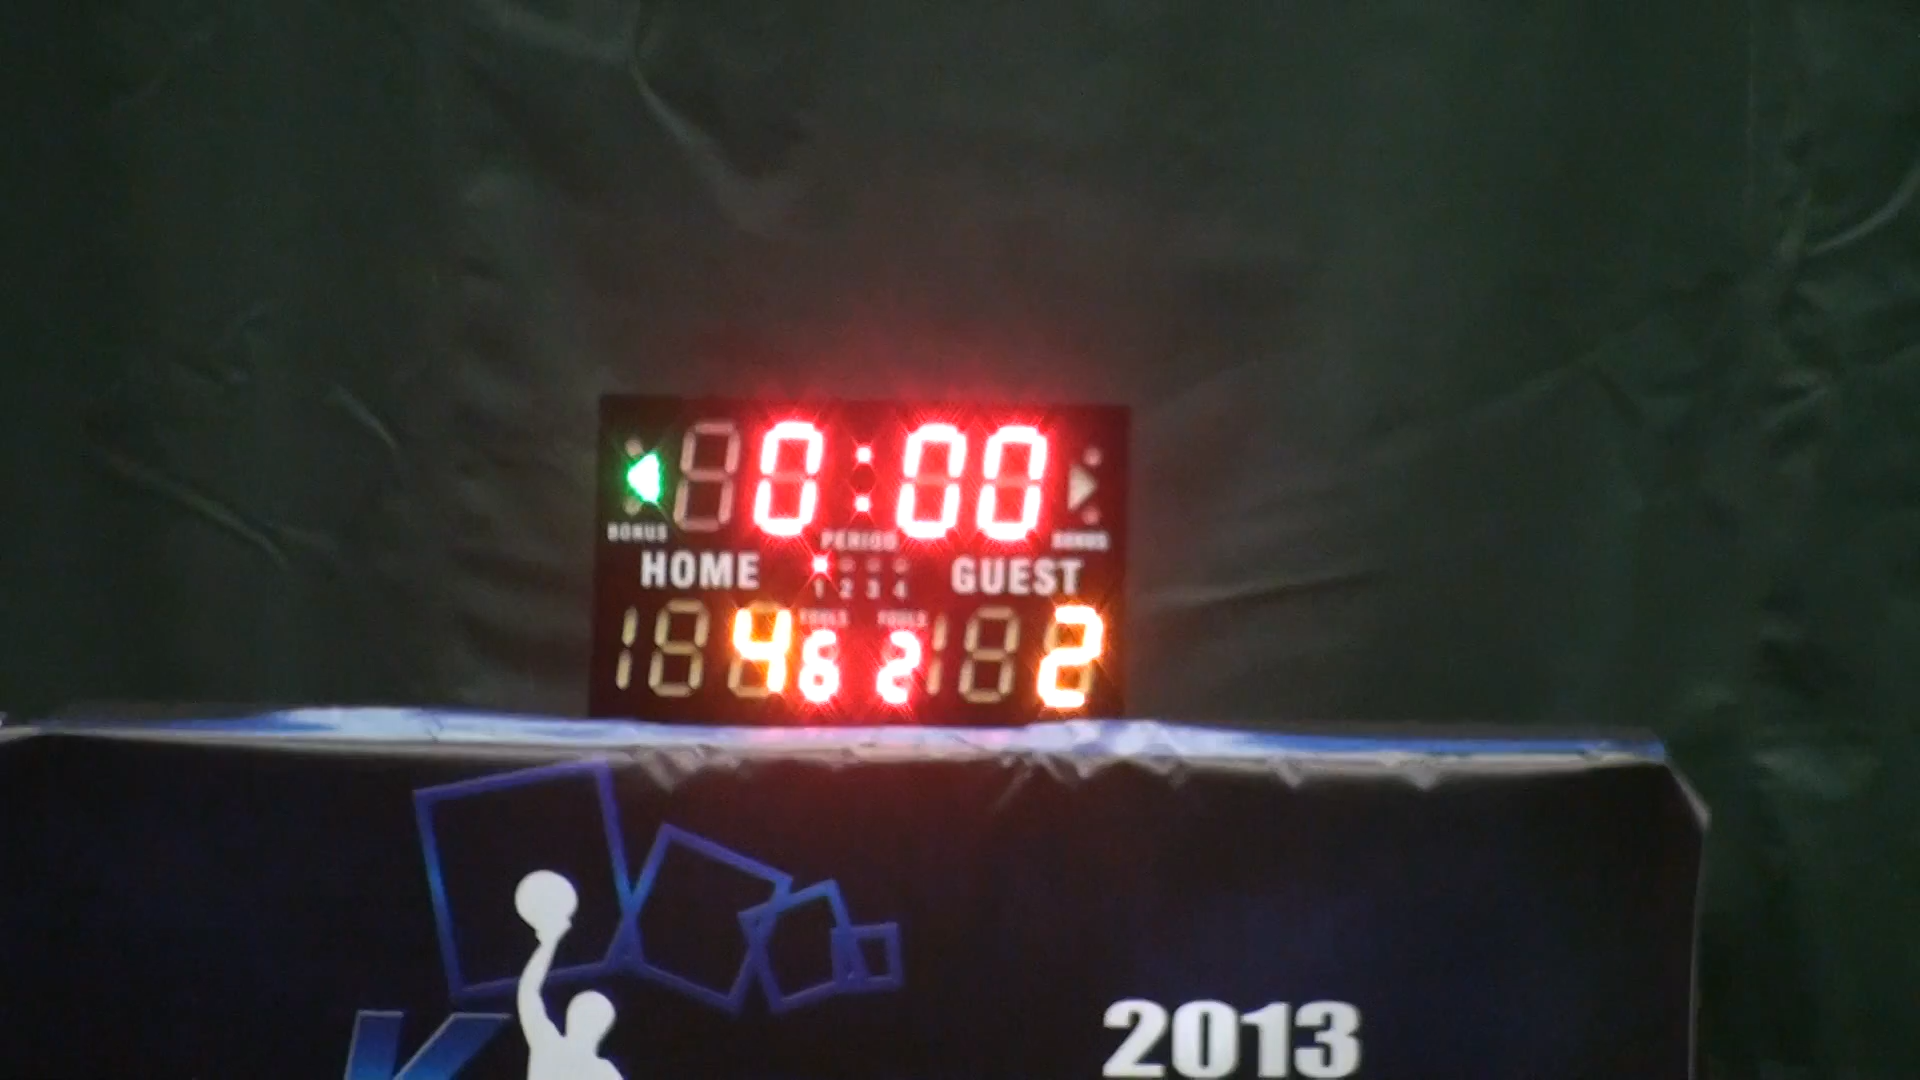 0:00
BONUS PERIOD BONUS
HOME GUEST
1 2 3 4
FOULS FOULS
4 6 2 2
K
2013